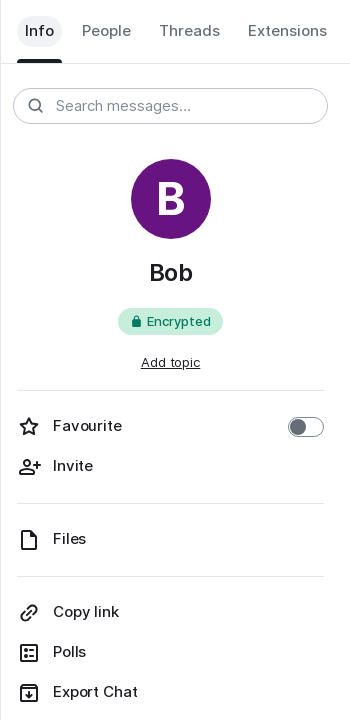 Info People Threads Extensions
Search messages…
B
Bob
Encrypted
Add topic
Favourite
Invite
Files
Copy link
Polls
Export Chat